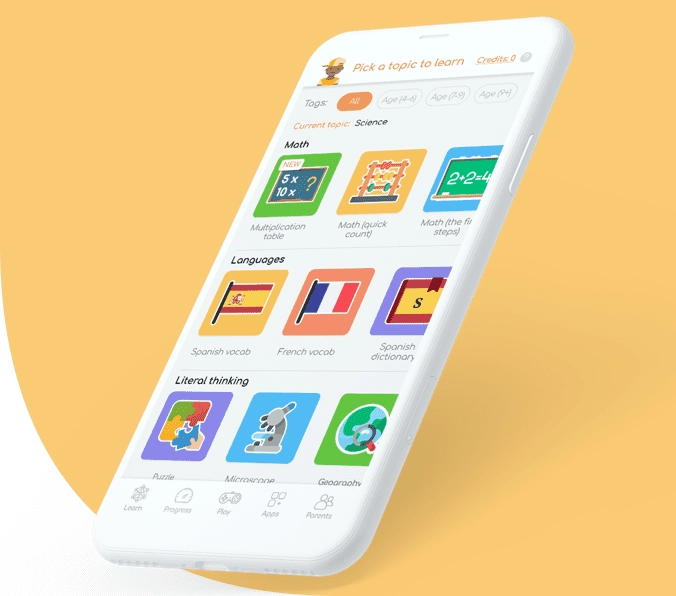 Pick a topic to learn
Credits: 0
?
Tags:
All
Age (4-6)
Age (7-9)
Age (9+)
Current topic: Science
Math
NEW
5 x
10 x
?
2+2=4
Multiplication
table
Math (quick
count)
Math (the fi
steps)
Languages
S
Spanish vocab
French vocab
Spanish
dictionary
Literal thinking
Puzzle
Microscope
Geography
Learn
Progress
Play
Apps
Parents